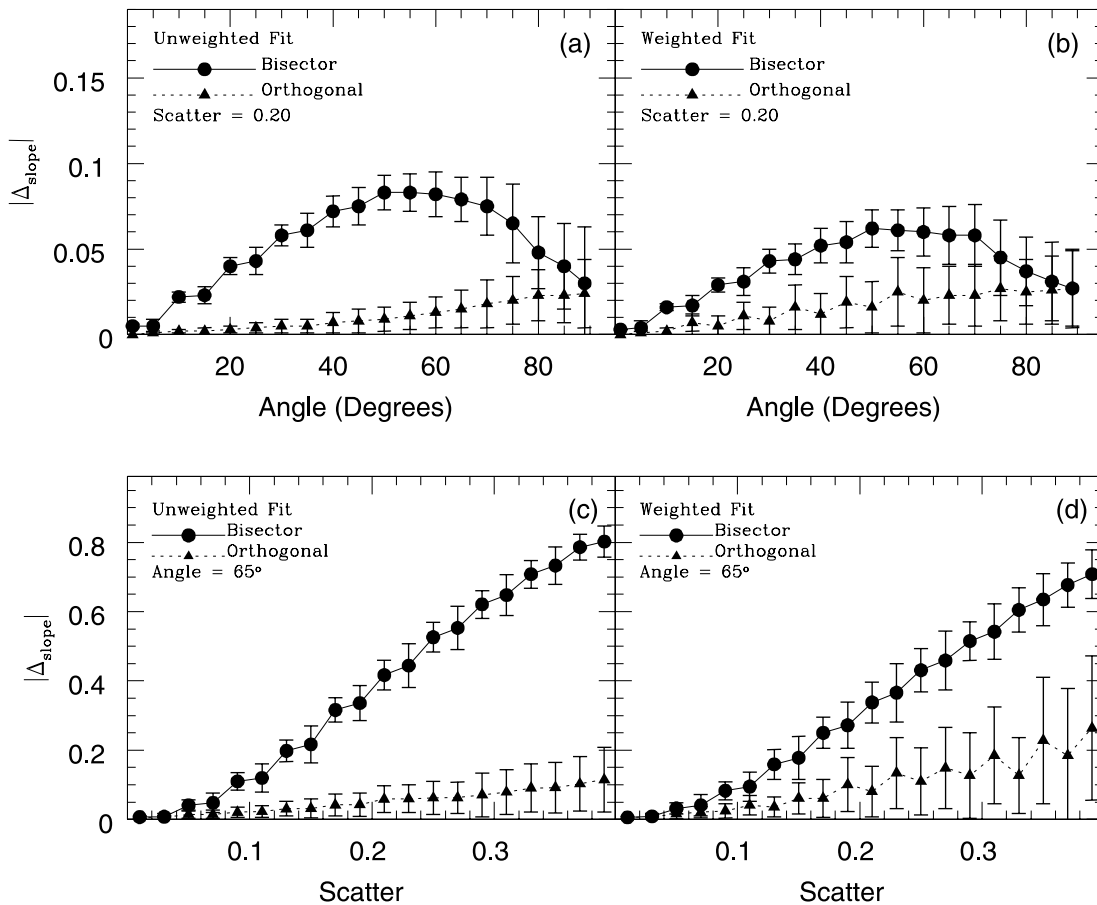 Unweighted Fit
(a)
Bisector
Orthogonal
Scatter = 0.20
Weighted Fit
(b)
Bisector
Orthogonal
Scatter = 0.20
0.15
0.1
0.05
0
|Δslope|
20
40
60
80
20
40
60
80
Angle (Degrees)
Angle (Degrees)
Unweighted Fit
(c)
Bisector
Orthogonal
Angle = 65°
Weighted Fit
(d)
Bisector
Orthogonal
Angle = 65°
0.8
0.6
0.4
0.2
0
|Δslope|
0.1
0.2
0.3
0.1
0.2
0.3
Scatter
Scatter